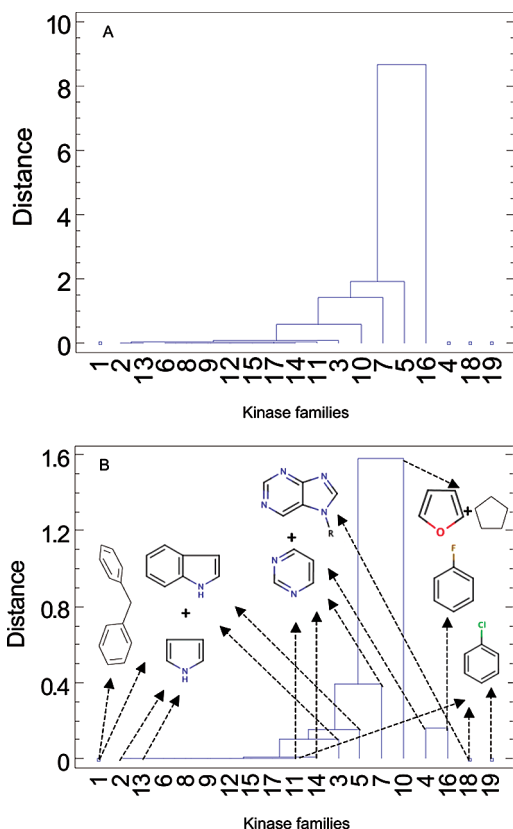 A
10
8
6
4
2
0
Distance
1 2 13 6 8 9 12 15 17 14 11 3 10 7 5 16 4 18 19
Kinase families
B
1.6
1.2
0.8
0.4
0
Distance
N N
N N
R
+
N
N
N
H
+
N
H
O
+
F
Cl
1 2 13 6 8 9 12 15 17 11 14 3 5 7 10 4 16 18 19
Kinase families